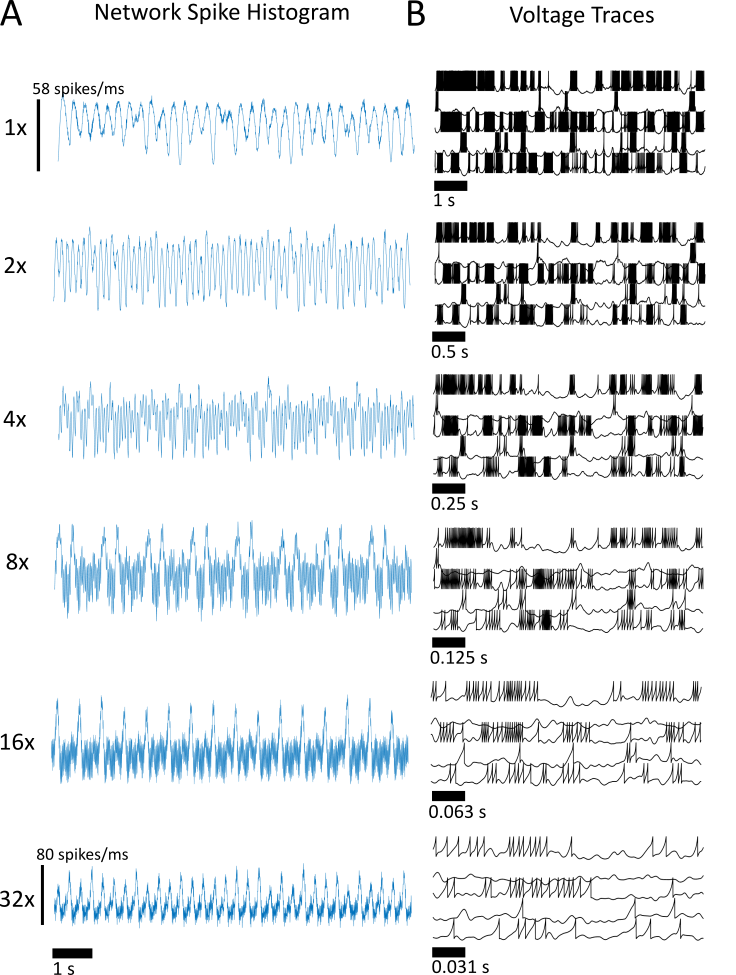 A Network Spike Histogram
B Voltage Traces
58 spikes/ms
1x
1 s
2x
0.5 s
4x
0.25 s
8x
0.125 s
16x
0.063 s
80 spikes/ms
32x
1 s
0.031 s